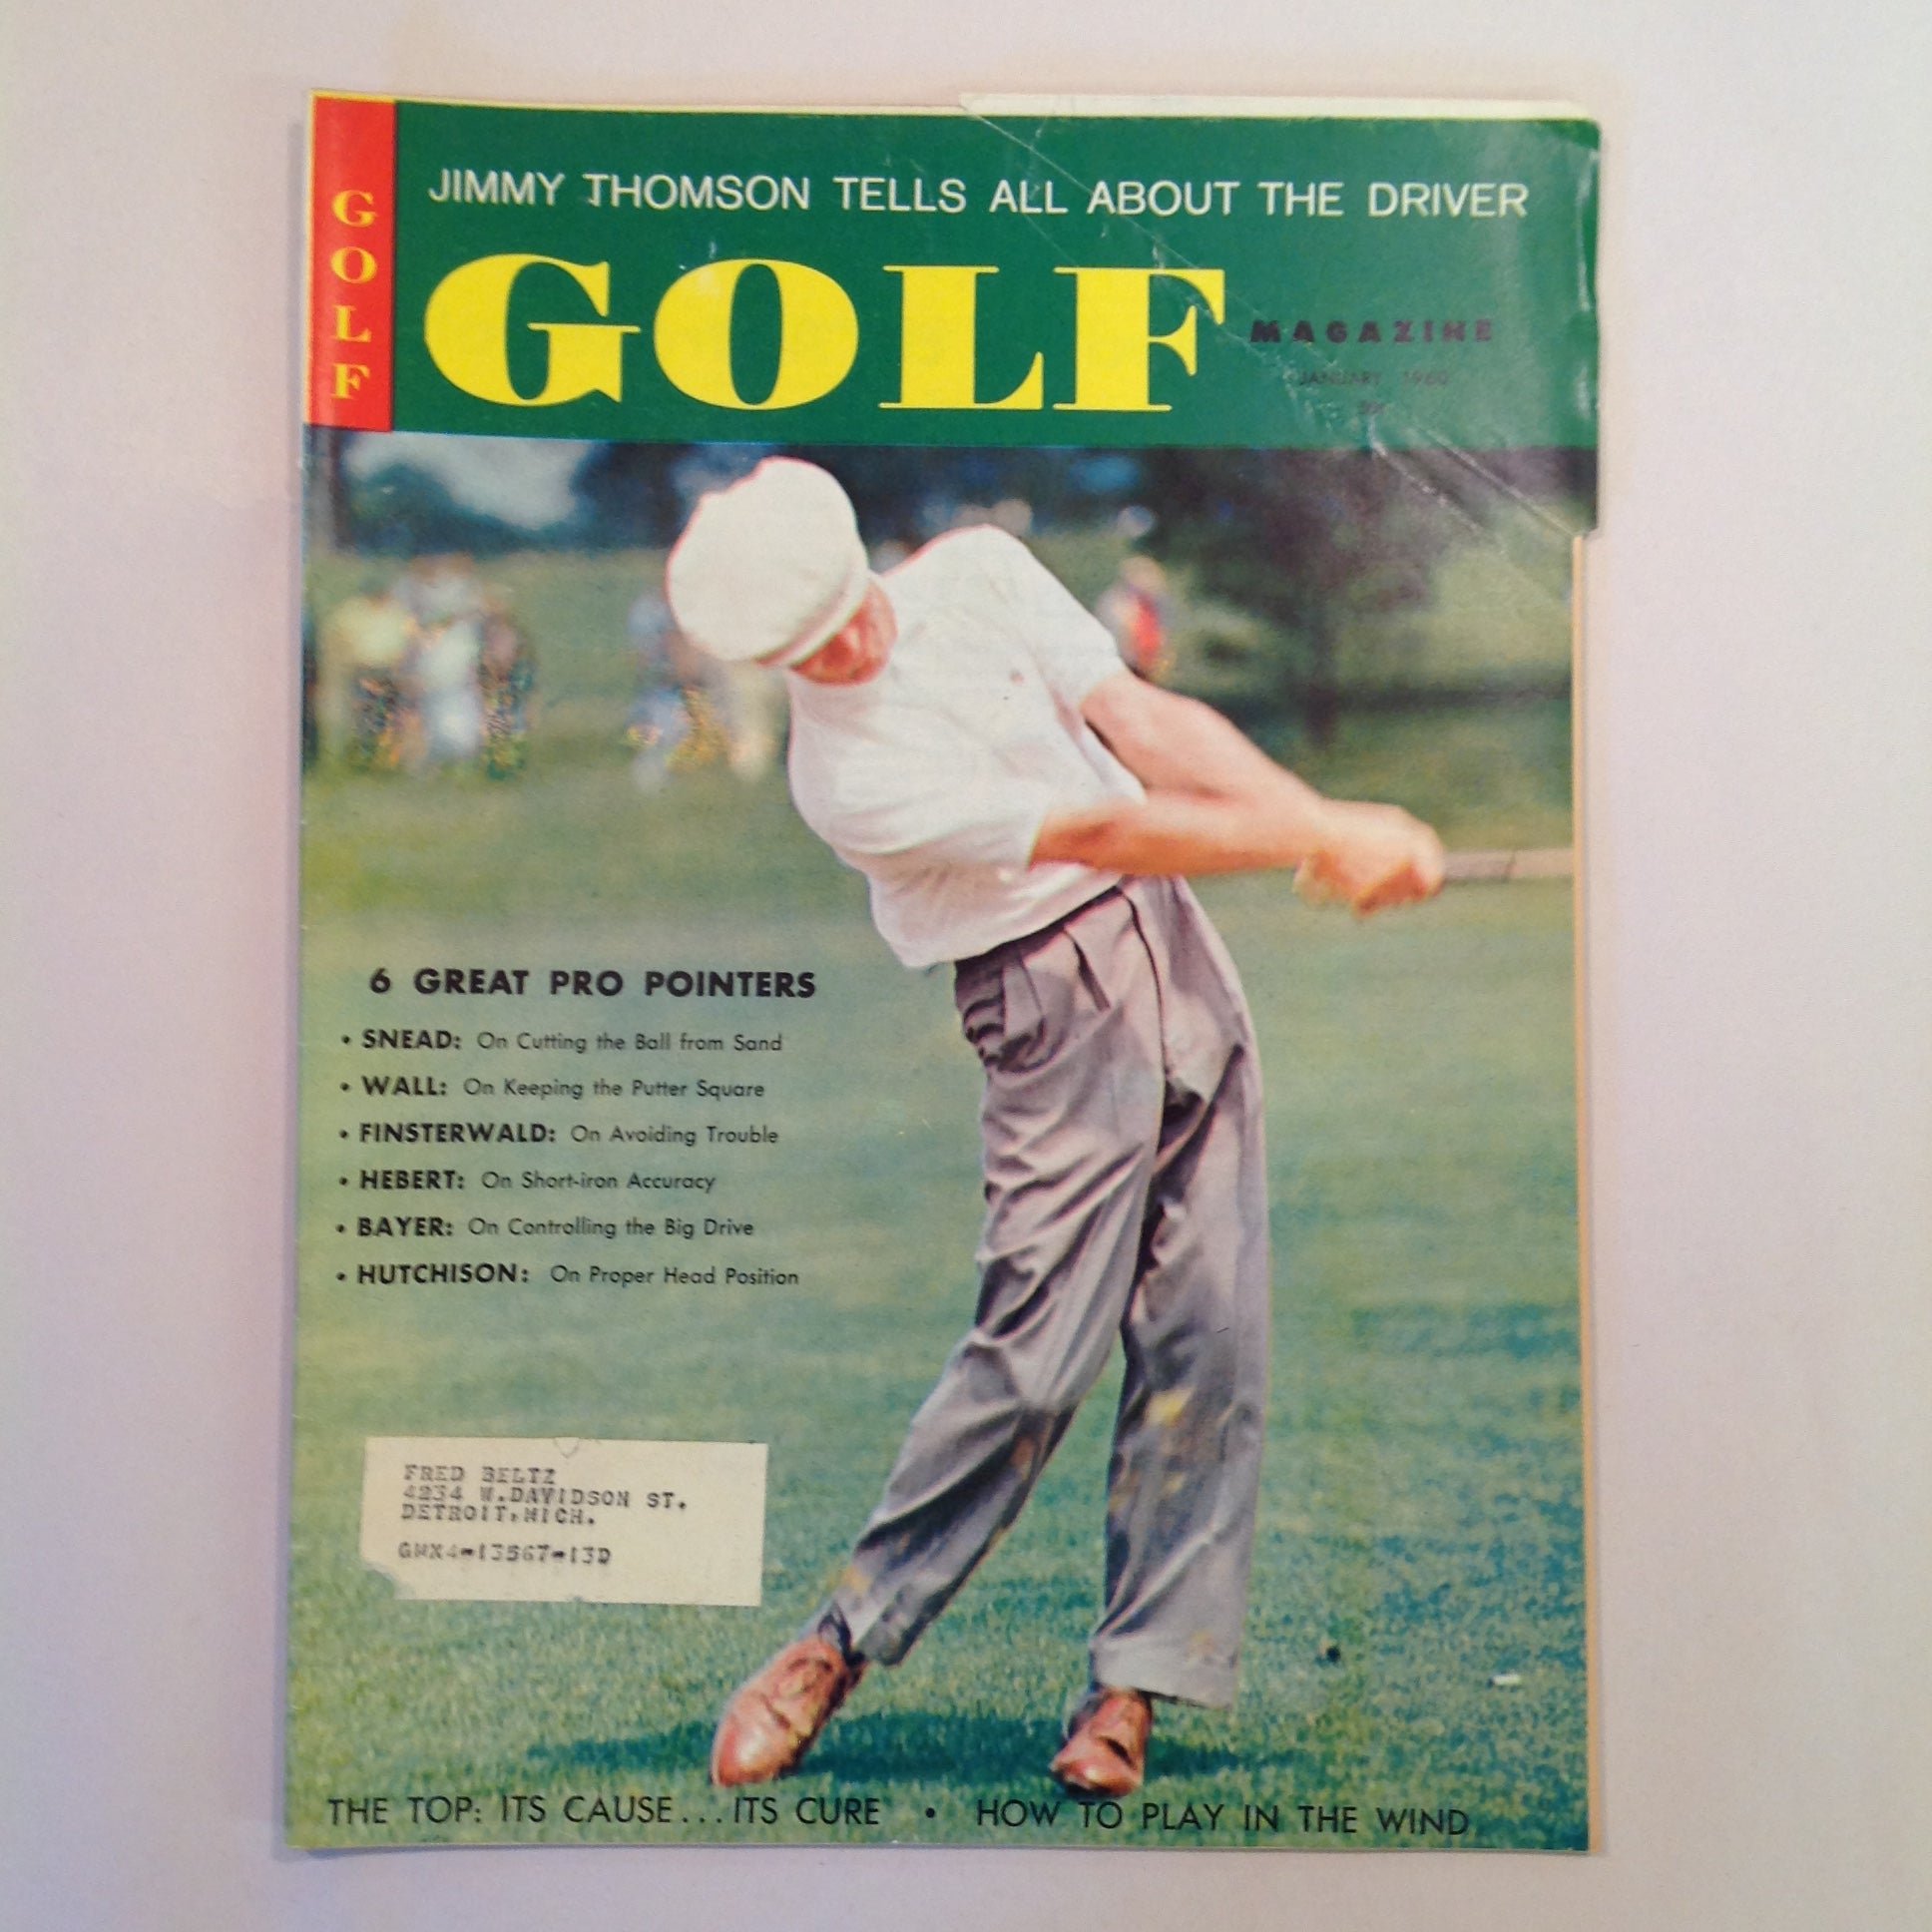 GOLF
JIMMY THOMSON TELLS ALL ABOUT THE DRIVER
GOLF
MAGAZINE
JANUARY 1960
6 GREAT PRO POINTERS
• SNEAD: On Cutting the Ball from Sand
• WALL: On Keeping the Putter Square
• FINSTERWALD: On Avoiding Trouble
• HEBERT: On Short-iron Accuracy
• BAYER: On Controlling the Big Drive
• HUTCHISON: On Proper Head Position
FRED BELTZ
4234 W.DAVIDSON ST.
DETROIT,MICH.
GMX4-13567-13D
THE TOP: ITS CAUSE... ITS CURE • HOW TO PLAY IN THE WIND